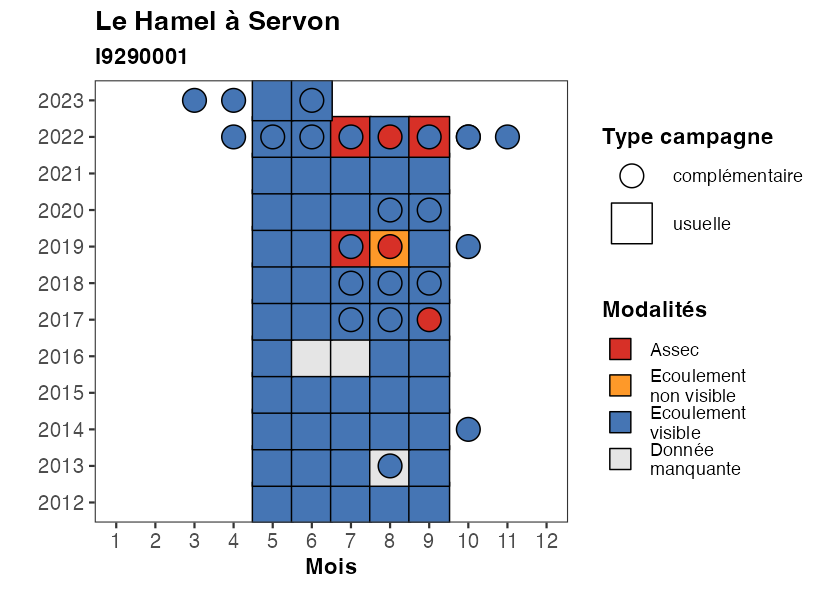 Le Hamel à Servon
I9290001
2023
2022
2021
2020
2019
2018
2017
2016
2015
2014
2013
2012
1 2 3 4 5 6 7 8 9 10 11 12
Mois
Type campagne
complémentaire
usuelle
Modalités
Assec
Ecoulement
non visible
Ecoulement
visible
Donnée
manquante